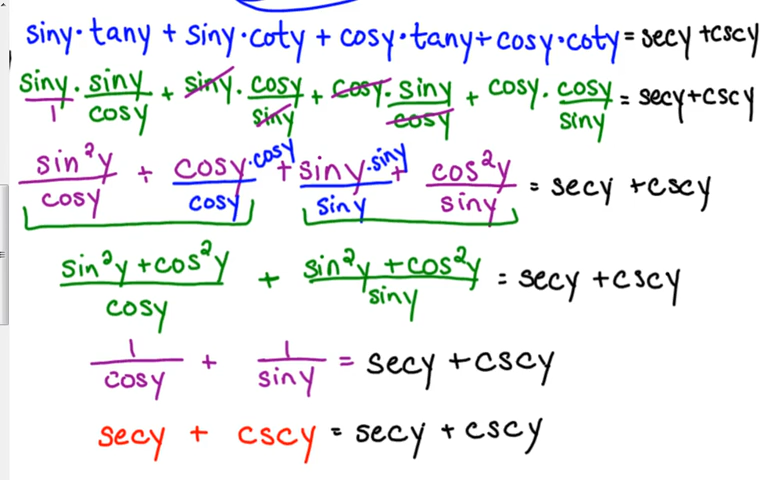 siny·tany + siny·coty + cosy·tany + cosy·coty = secy + cscy
siny/1 · siny/cosy + siny · cosy/siny + cosy · siny/cosy + cosy · cosy/siny = secy + cscy
sin²y/cosy + cosy·cosy/cosy + siny·siny/siny + cos²y/siny = secy + cscy
sin²y + cos²y/cosy + sin²y + cos²y/siny = secy + cscy
1/cosy + 1/siny = secy + cscy
secy + cscy = secy + cscy